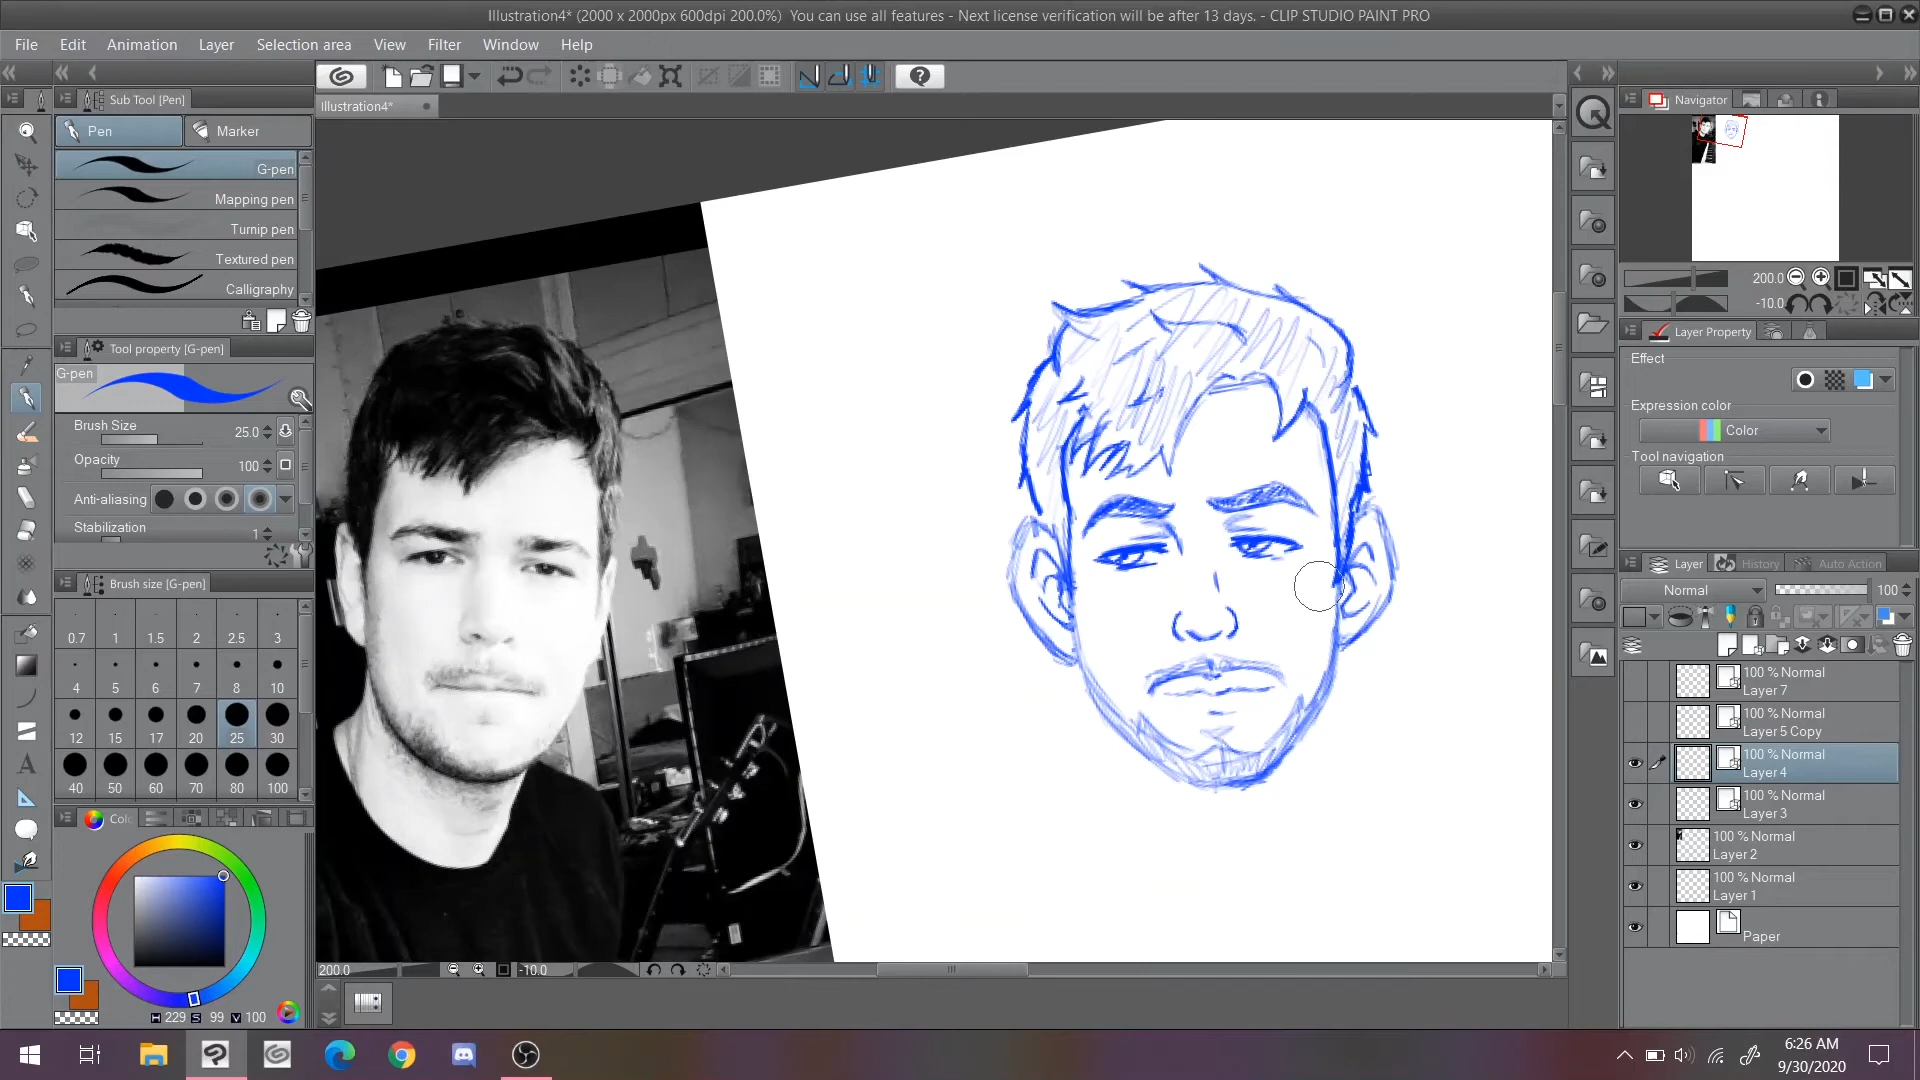 Illustration4* (2000 x 2000px 600dpi 200.0%)  You can use all features - Next license verification will be after 13 days. - CLIP STUDIO PAINT PRO
File Edit Animation Layer Selection area View Filter Window Help
Sub Tool [Pen]
Pen Marker
G-pen
Mapping pen
Turnip pen
Textured pen
Calligraphy
Tool property [G-pen]
G-pen
Brush Size 25.0
Opacity 100
Anti-aliasing
Stabilization 1
Brush size [G-pen]
0.7 1 1.5 2 2.5 3
4 5 6 7 8 10
12 15 17 20 25 30
40 50 60 70 80 100
Colo
H 229 S 99 V 100
Illustration4*
200.0 -10.0
Navigator
200.0
-10.0
Layer Property
Effect
Expression color
Color
Tool navigation
Layer History Auto Action
Normal 100
100 % Normal
Layer 7
100 % Normal
Layer 5 Copy
100 % Normal
Layer 4
100 % Normal
Layer 3
100 % Normal
Layer 2
100 % Normal
Layer 1
Paper
6:26 AM
9/30/2020